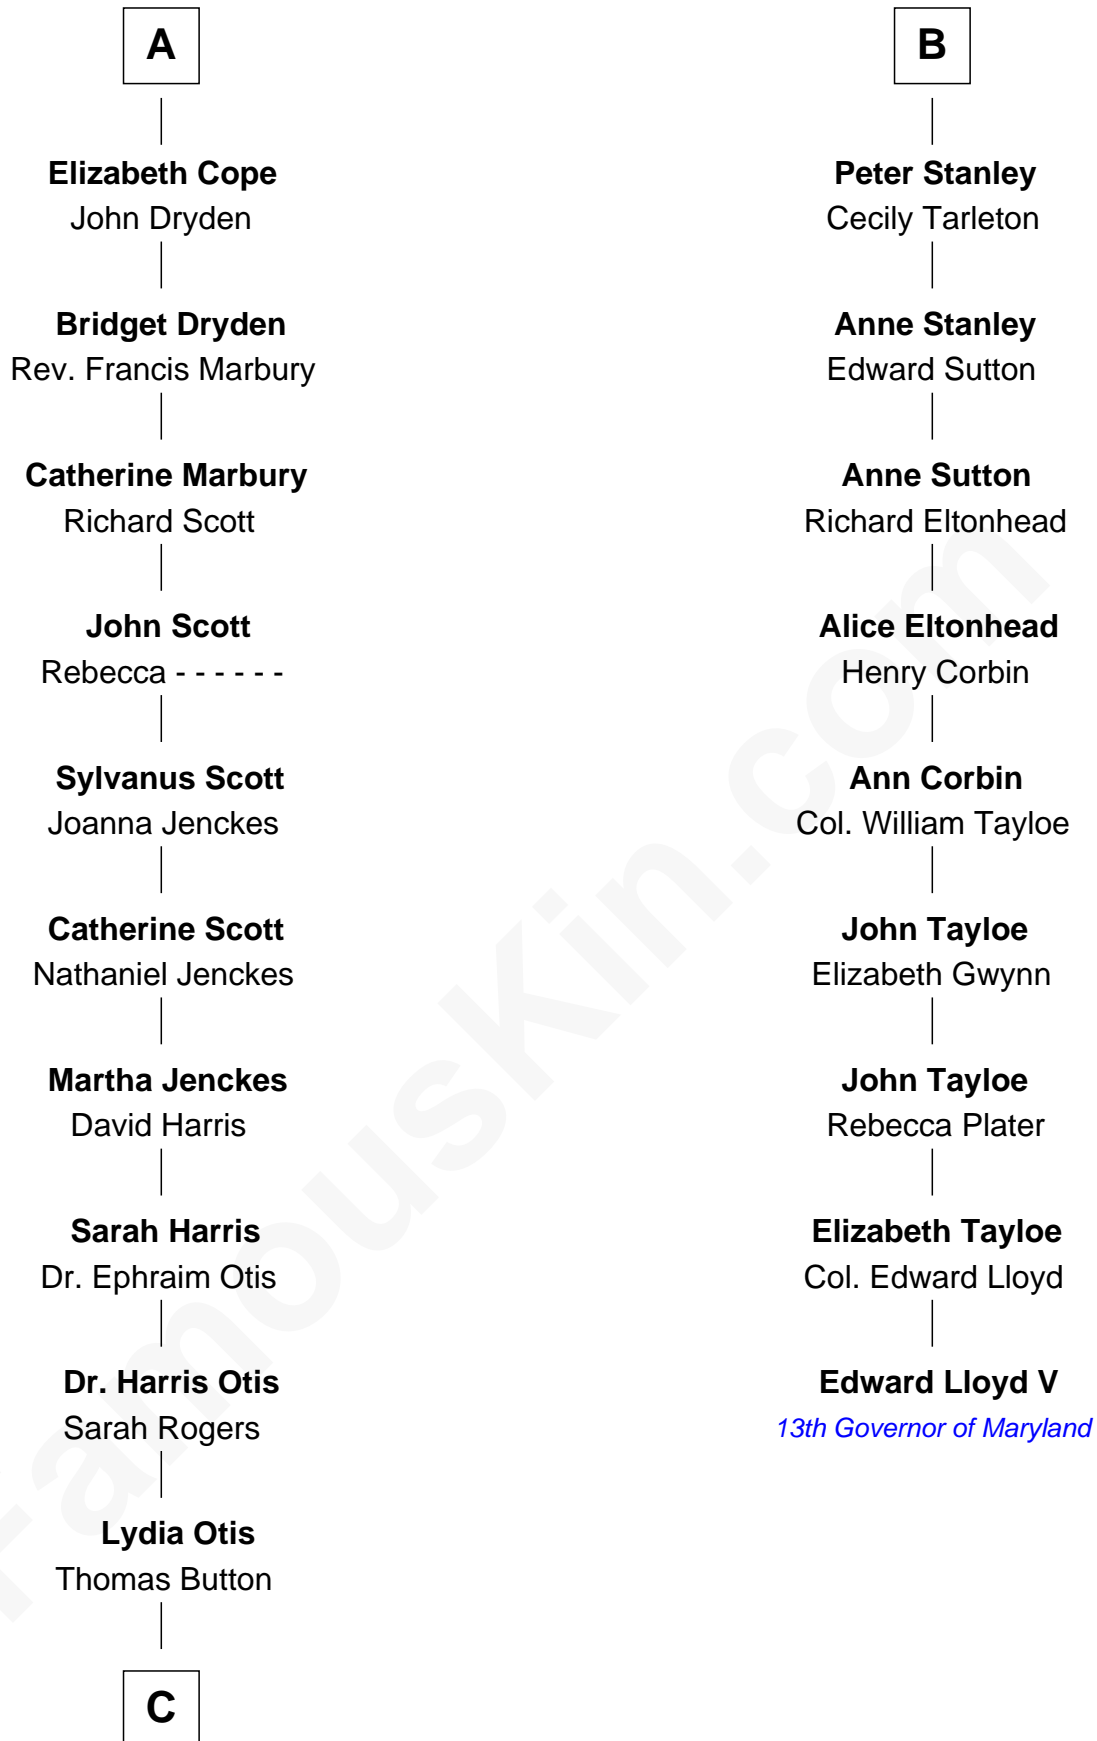 A
Elizabeth Cope
John Dryden
Bridget Dryden
Rev. Francis Marbury
Catherine Marbury
Richard Scott
John Scott
Rebecca - - - - - -
Sylvanus Scott
Joanna Jenckes
Catherine Scott
Nathaniel Jenckes
Martha Jenckes
David Harris
Sarah Harris
Dr. Ephraim Otis
Dr. Harris Otis
Sarah Rogers
Lydia Otis
Thomas Button
C
B
Peter Stanley
Cecily Tarleton
Anne Stanley
Edward Sutton
Anne Sutton
Richard Eltonhead
Alice Eltonhead
Henry Corbin
Ann Corbin
Col. William Tayloe
John Tayloe
Elizabeth Gwynn
John Tayloe
Rebecca Plater
Elizabeth Tayloe
Col. Edward Lloyd
Edward Lloyd V
13th Governor of Maryland
FamousKin.com